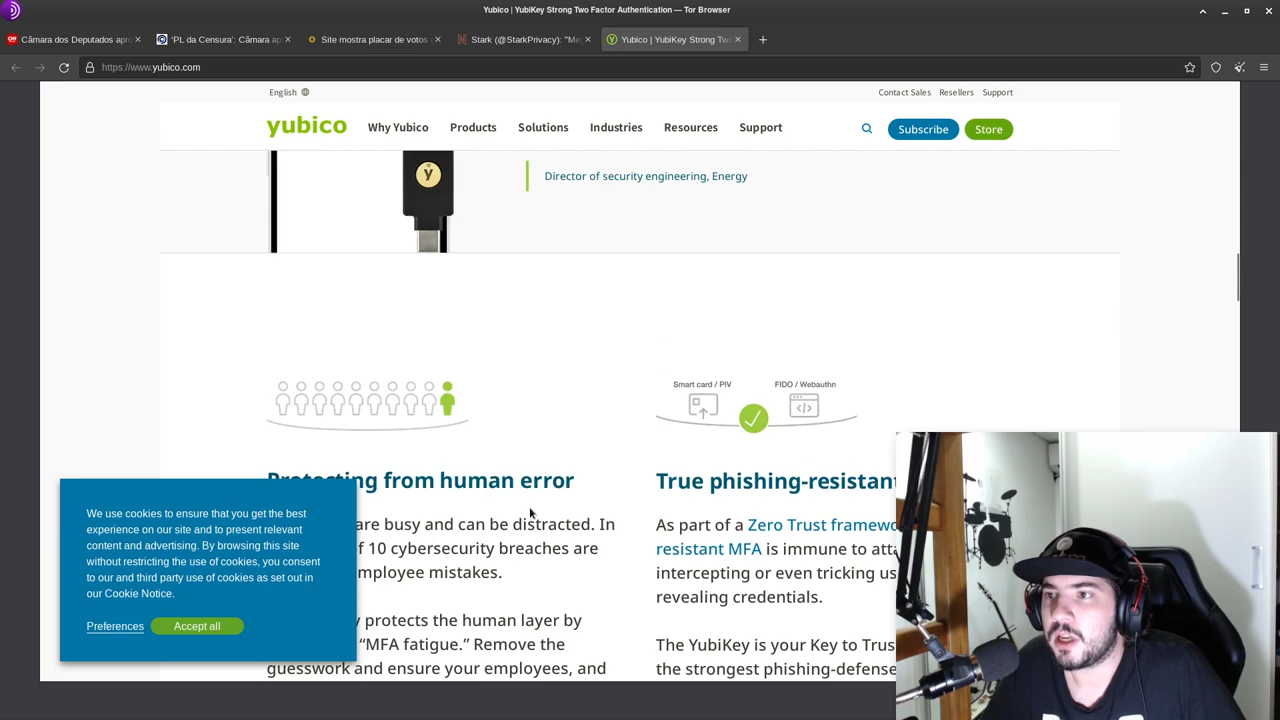 Yubico | YubiKey Strong Two Factor Authentication — Tor Browser
Câmara dos Deputados apr
'PL da Censura': Câmara ap
Site mostra placar de votos
Stark (@StarkPrivacy): "Me
Yubico | YubiKey Strong Tw
https://www.yubico.com
English
Contact Sales Resellers Support
yubico Why Yubico Products Solutions Industries Resources Support Subscribe Store
y
Director of security engineering, Energy
Smart card / PIV FIDO / Webauthn
Protecting from human error
are busy and can be distracted. In
f 10 cybersecurity breaches are
mployee mistakes.
y protects the human layer by
"MFA fatigue." Remove the
guesswork and ensure your employees, and
True phishing-resistant
As part of a Zero Trust framewo
resistant MFA is immune to att
intercepting or even tricking us
revealing credentials.
The YubiKey is your Key to Trus
the strongest phishing-defense
We use cookies to ensure that you get the best
experience on our site and to present relevant
content and advertising. By browsing this site
without restricting the use of cookies, you consent
to our and third party use of cookies as set out in
our Cookie Notice.
Preferences Accept all